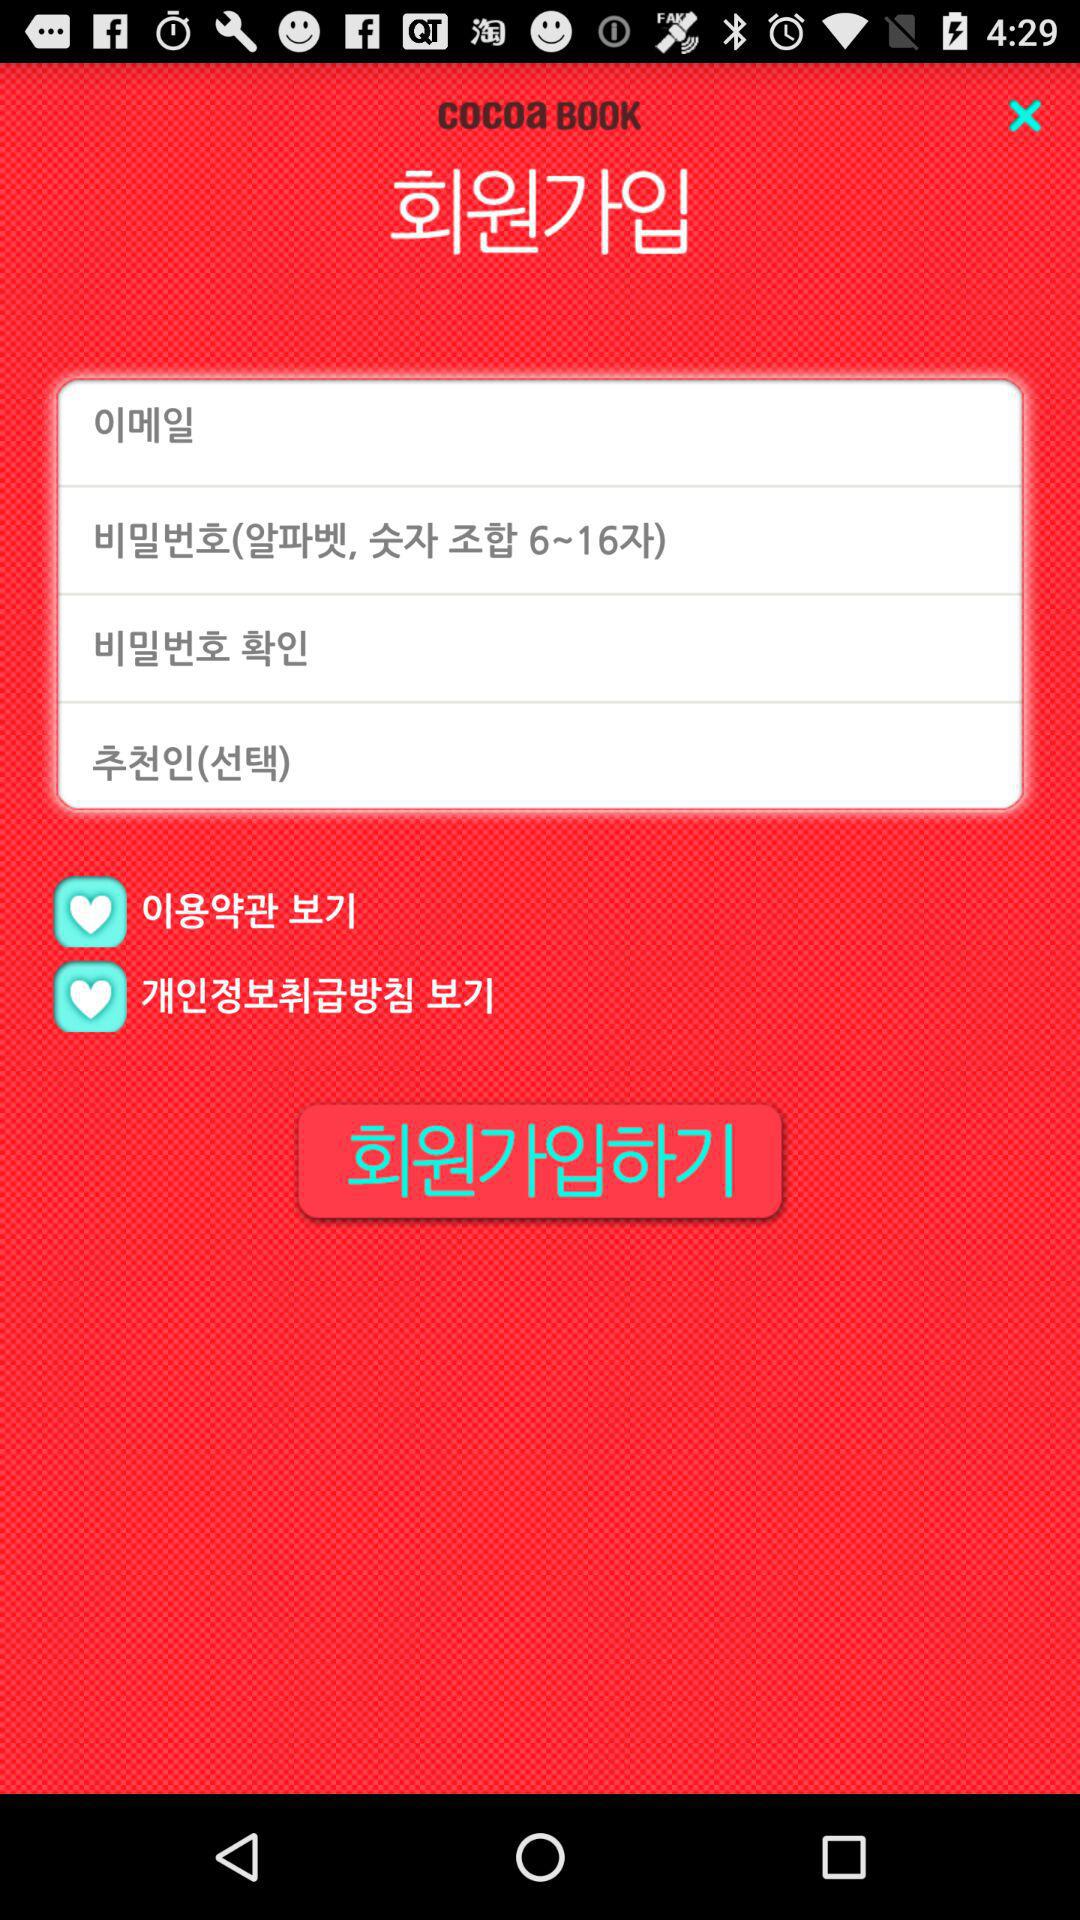 FAKE QT 淘 4:29
cocoa BOOK
회원가입
이메일
비밀번호(알파벳, 숫자 조합 6~16자)
비밀번호 확인
추천인(선택)
이용약관 보기
개인정보취급방침 보기
회원가입하기